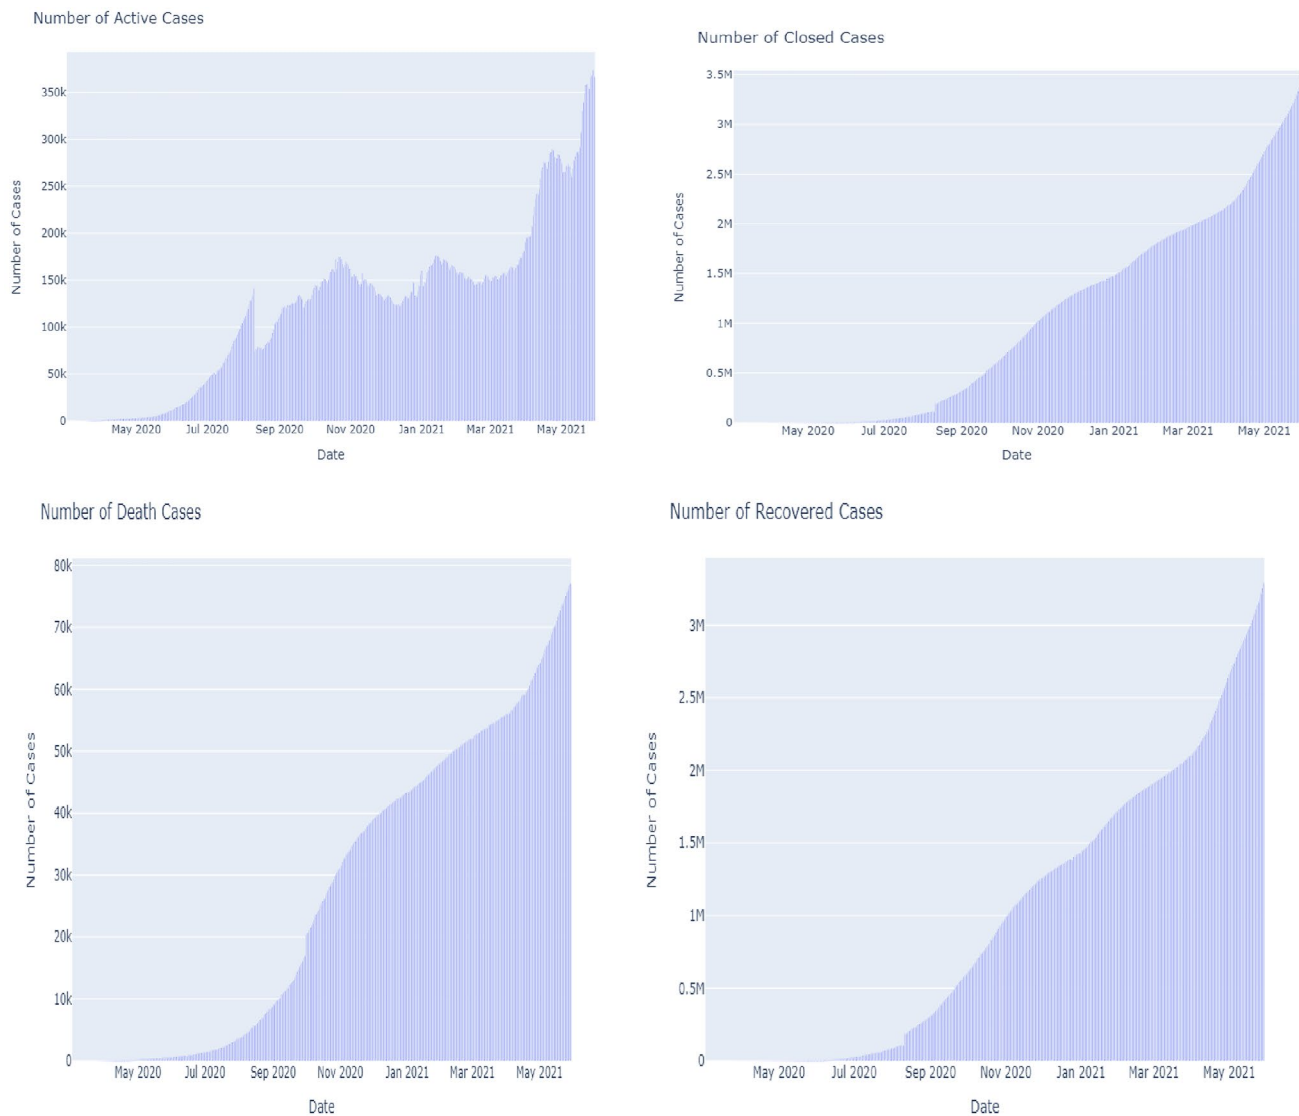 Number of Active Cases
350k
300k
250k
200k
150k
100k
50k
0
Number of Cases
May 2020 Jul 2020 Sep 2020 Nov 2020 Jan 2021 Mar 2021 May 2021
Date
Number of Closed Cases
3.5M
3M
2.5M
2M
1.5M
1M
0.5M
0
Number of Cases
May 2020 Jul 2020 Sep 2020 Nov 2020 Jan 2021 Mar 2021 May 2021
Date
Number of Death Cases
80k
70k
60k
50k
40k
30k
20k
10k
0
Number of Cases
May 2020 Jul 2020 Sep 2020 Nov 2020 Jan 2021 Mar 2021 May 2021
Date
Number of Recovered Cases
3M
2.5M
2M
1.5M
1M
0.5M
0
Number of Cases
May 2020 Jul 2020 Sep 2020 Nov 2020 Jan 2021 Mar 2021 May 2021
Date